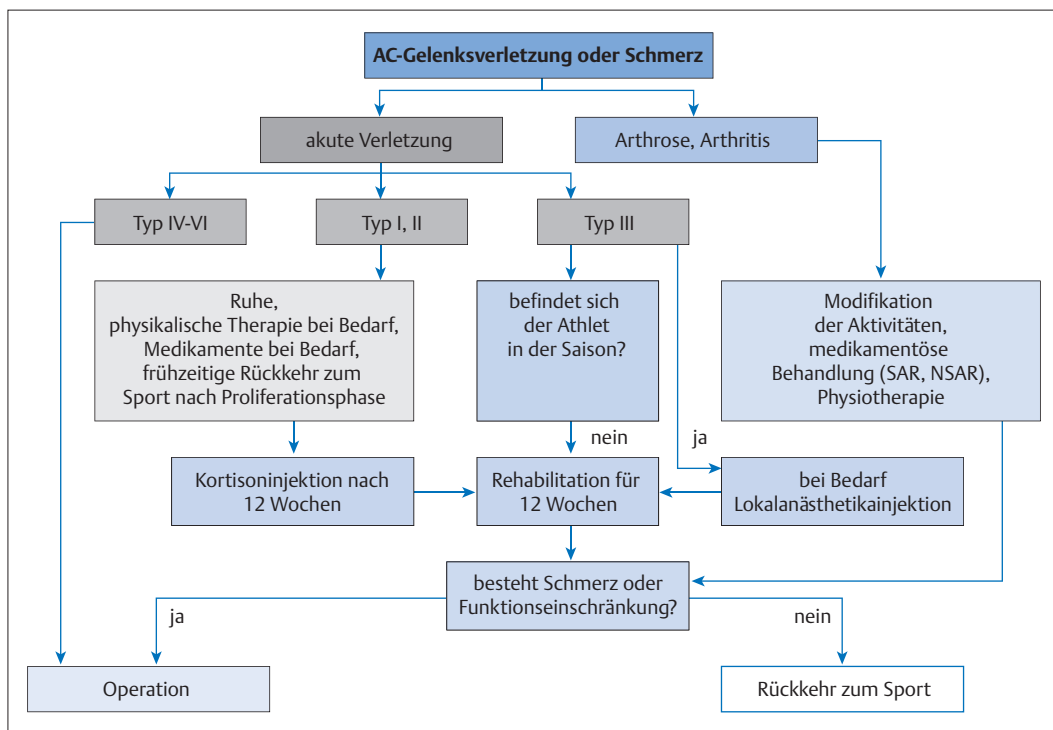 AC-Gelenksverletzung oder Schmerz
akute Verletzung
Arthrose, Arthritis
Typ IV-VI
Typ I, II
Typ III
Ruhe,
physikalische Therapie bei Bedarf,
Medikamente bei Bedarf,
frühzeitige Rückkehr zum
Sport nach Proliferationsphase
befindet sich
der Athlet
in der Saison?
Modifikation
der Aktivitäten,
medikamentöse
Behandlung (SAR, NSAR),
Physiotherapie
nein
ja
Kortisoninjektion nach
12 Wochen
Rehabilitation für
12 Wochen
bei Bedarf
Lokalanästhetikainjektion
besteht Schmerz oder
Funktionseinschränkung?
ja
nein
Operation
Rückkehr zum Sport